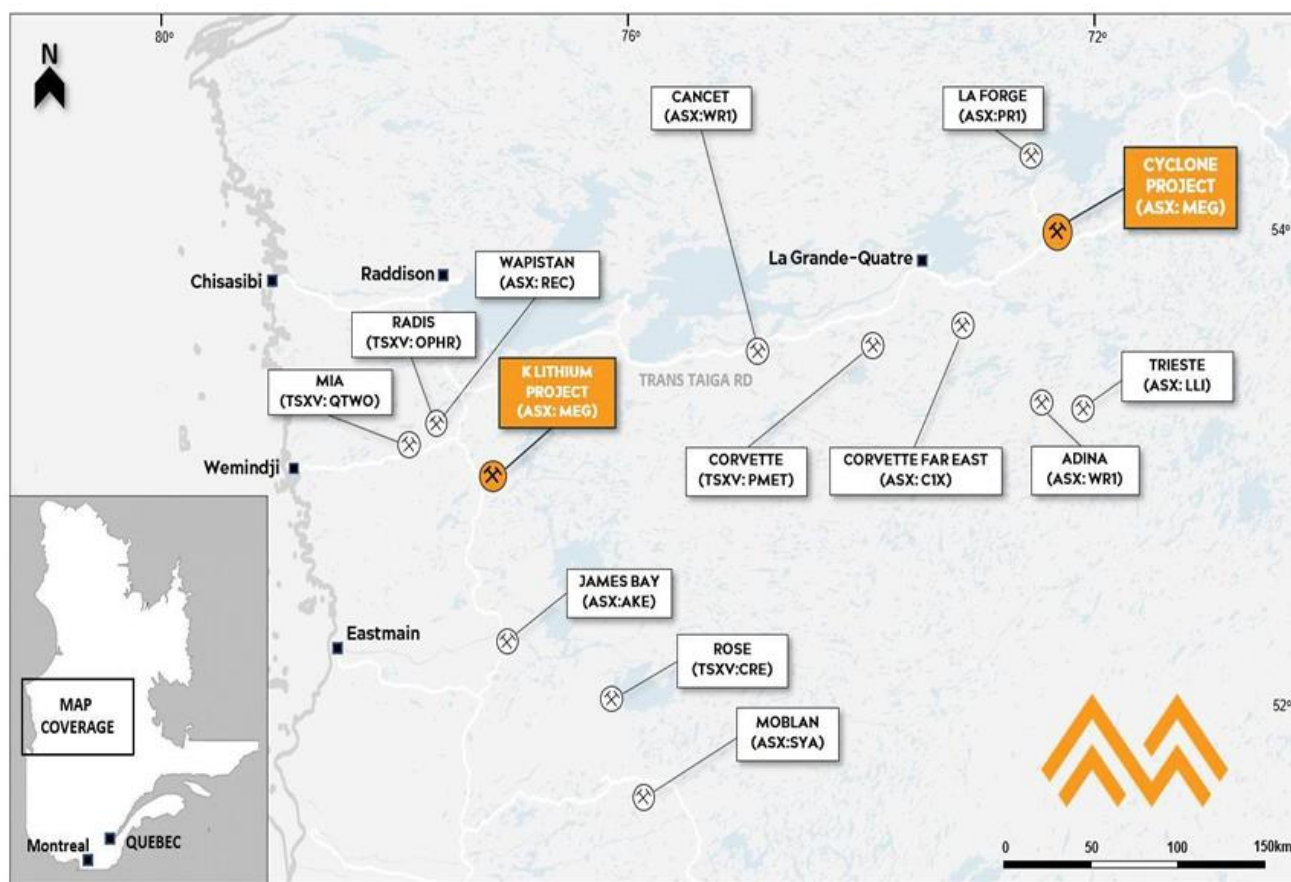 80°
76°
72°
N
CANCET
(ASX:WR1)
LA FORGE
(ASX:PR1)
CYCLONE
PROJECT
(ASX: MEG)
54°
La Grande-Quatre
WAPISTAN
(ASX: REC)
Raddison
Chisasibi
RADIS
(TSXV: OPHR)
K LITHIUM
PROJECT
(ASX: MEG)
TRANS TAIGA RD
TRIESTE
(ASX: LLI)
MIA
(TSXV: QTWO)
Wemindji
CORVETTE
(TSXV: PMET)
CORVETTE FAR EAST
(ASX: C1X)
ADINA
(ASX: WR1)
JAMES BAY
(ASX:AKE)
Eastmain
ROSE
(TSXV:CRE)
52°
MOBLAN
(ASX:SYA)
MAP
COVERAGE
QUEBEC
Montreal
0 50 100 150km